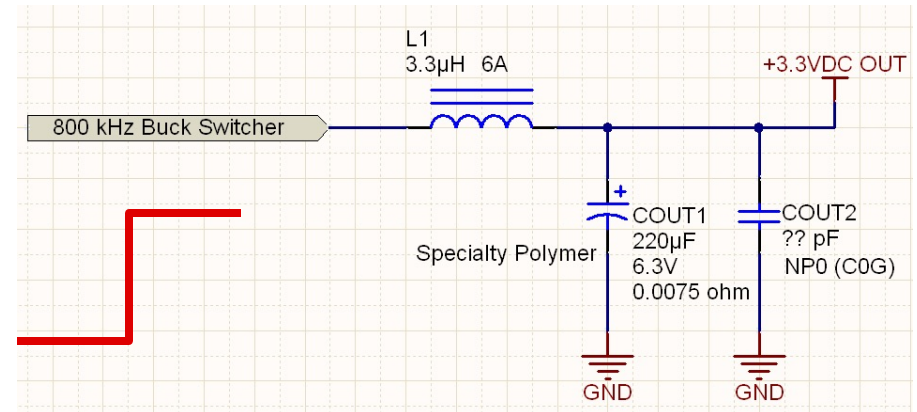 L1
3.3µH 6A
+3.3VDC OUT
800 kHz Buck Switcher
+
COUT1
220µF
6.3V
0.0075 ohm
Specialty Polymer
COUT2
?? pF
NP0 (C0G)
GND
GND